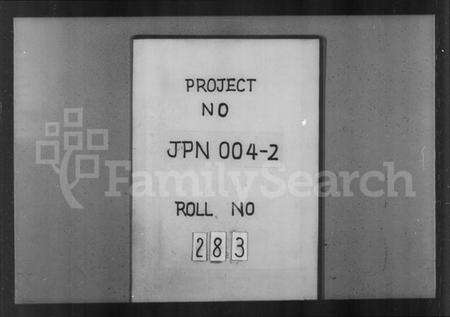 PROJECT
NO
JPN 004-2
FamilySearch
ROLL NO
283